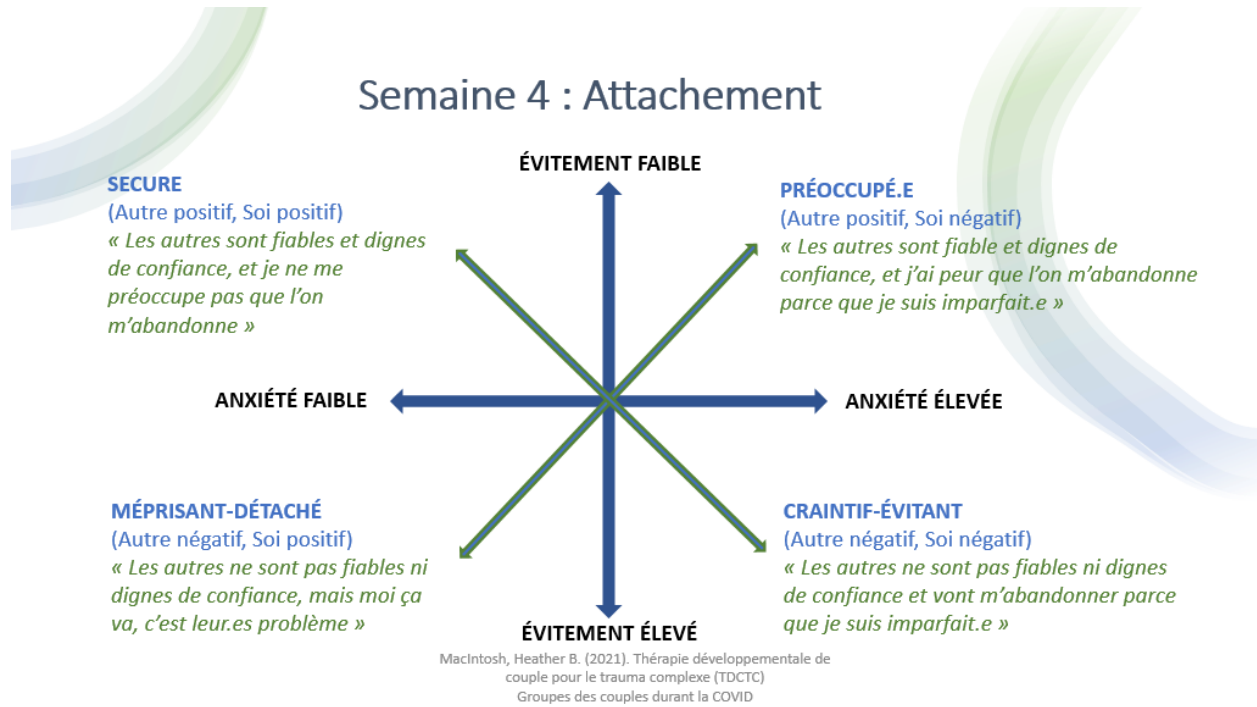 Semaine 4 : Attachement
ÉVITEMENT FAIBLE
SECURE
(Autre positif, Soi positif)
« Les autres sont fiables et dignes
de confiance, et je ne me
préoccupe pas que l’on
m’abandonne »
PRÉOCCUPÉ.E
(Autre positif, Soi négatif)
« Les autres sont fiable et dignes de
confiance, et j’ai peur que l’on m’abandonne
parce que je suis imparfait.e »
ANXIÉTÉ FAIBLE
ANXIÉTÉ ÉLEVÉE
MÉPRISANT-DÉTACHÉ
(Autre négatif, Soi positif)
« Les autres ne sont pas fiables ni
dignes de confiance, mais moi ça
va, c’est leur.es problème »
CRAINTIF-ÉVITANT
(Autre négatif, Soi négatif)
« Les autres ne sont pas fiables ni dignes
de confiance et vont m’abandonner parce
que je suis imparfait.e »
ÉVITEMENT ÉLEVÉ
MacIntosh, Heather B. (2021). Thérapie développementale de
couple pour le trauma complexe (TDCTC)
Groupes des couples durant la COVID